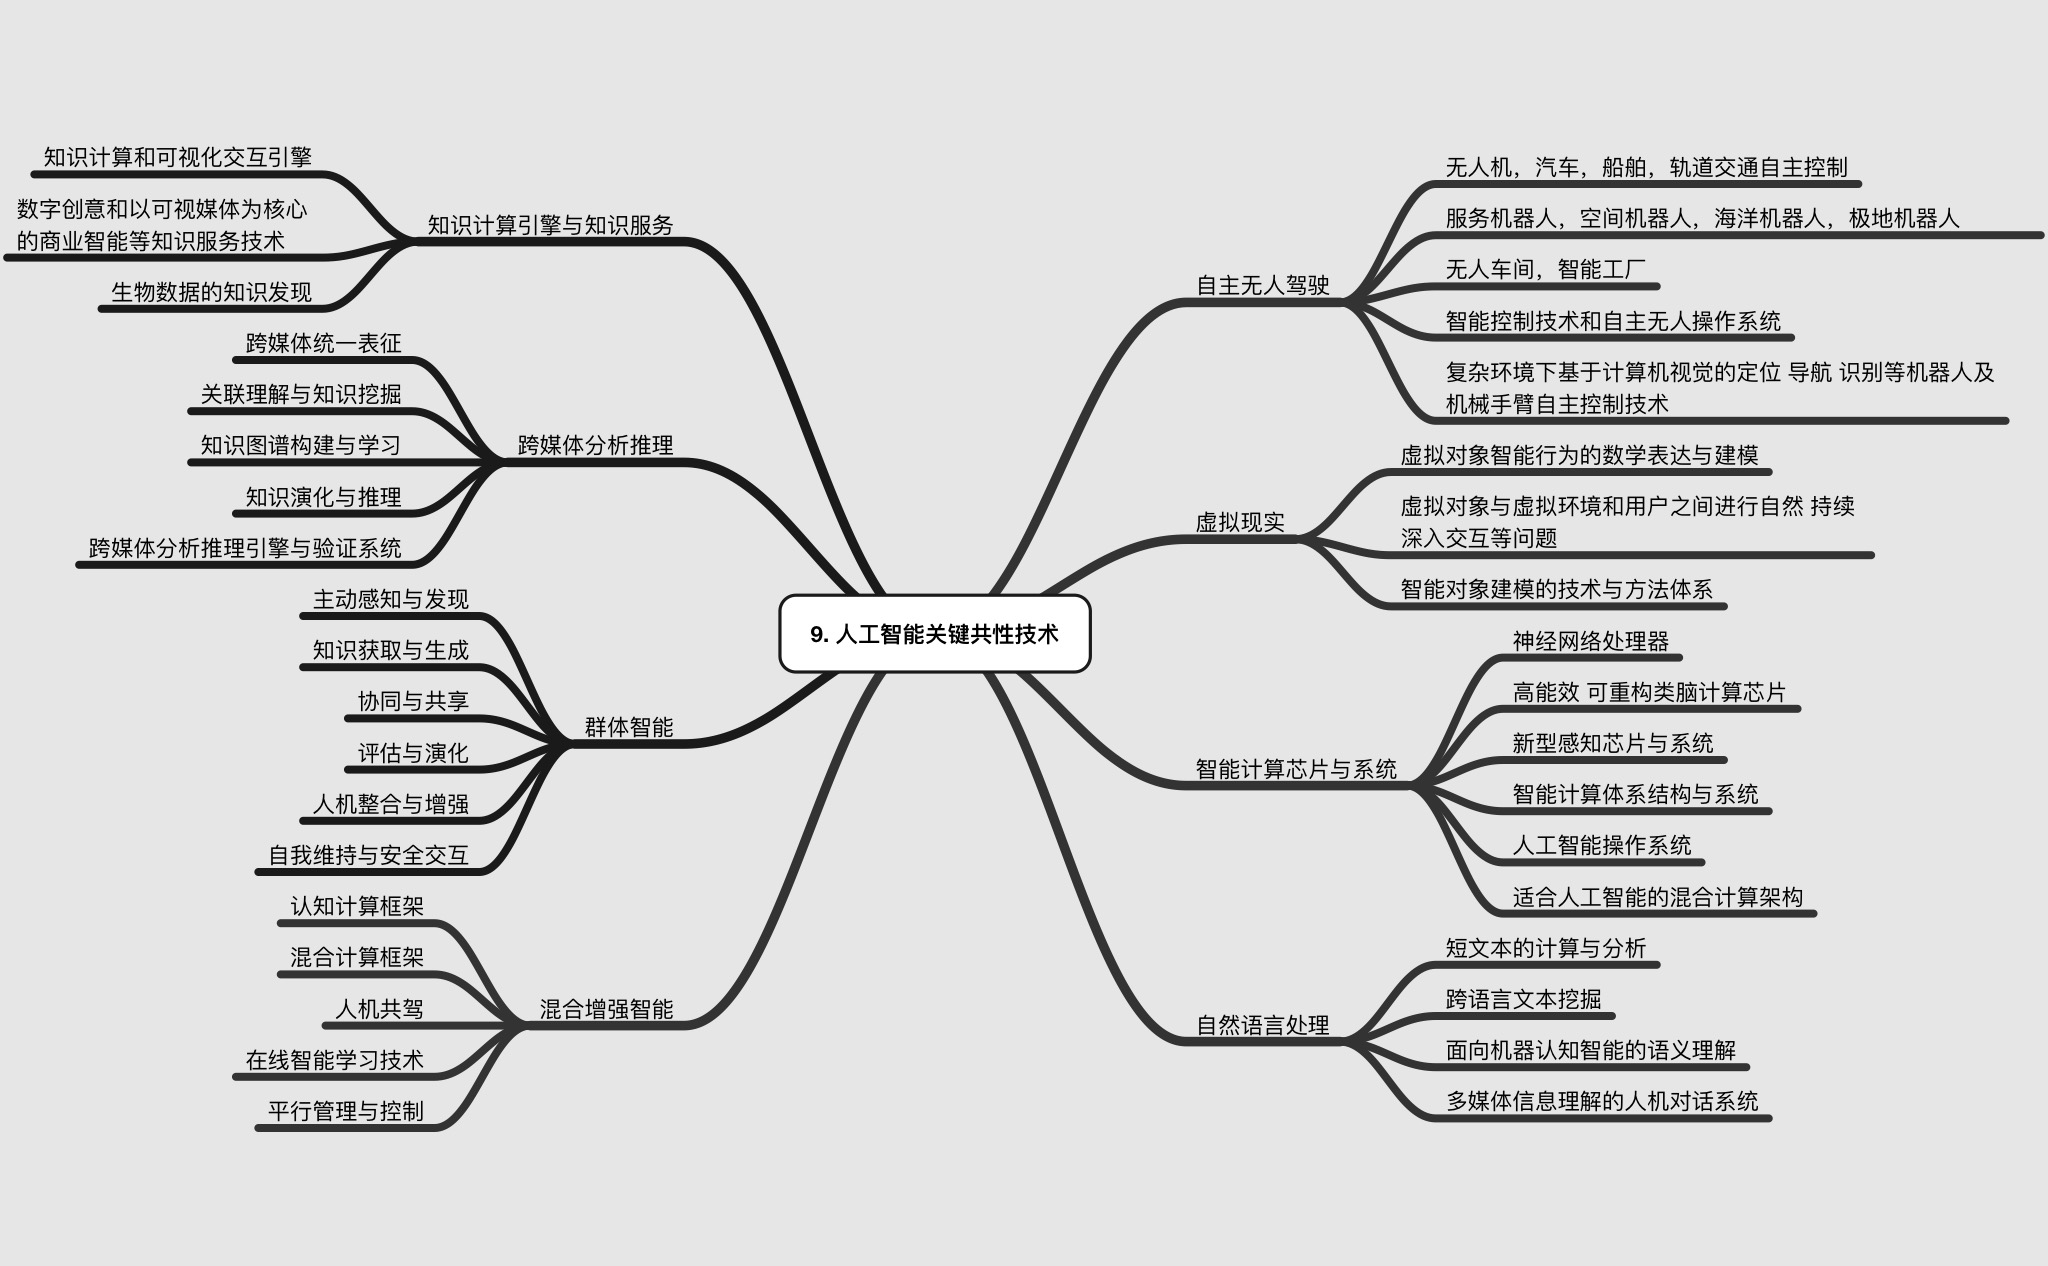 9. 人工智能关键共性技术
知识计算引擎与知识服务
知识计算和可视化交互引擎
数字创意和以可视媒体为核心
的商业智能等知识服务技术
生物数据的知识发现
跨媒体分析推理
跨媒体统一表征
关联理解与知识挖掘
知识图谱构建与学习
知识演化与推理
跨媒体分析推理引擎与验证系统
群体智能
主动感知与发现
知识获取与生成
协同与共享
评估与演化
人机整合与增强
自我维持与安全交互
混合增强智能
认知计算框架
混合计算框架
人机共驾
在线智能学习技术
平行管理与控制
自主无人驾驶
无人机，汽车，船舶，轨道交通自主控制
服务机器人，空间机器人，海洋机器人，极地机器人
无人车间，智能工厂
智能控制技术和自主无人操作系统
复杂环境下基于计算机视觉的定位 导航 识别等机器人及
机械手臂自主控制技术
虚拟现实
虚拟对象智能行为的数学表达与建模
虚拟对象与虚拟环境和用户之间进行自然 持续
深入交互等问题
智能对象建模的技术与方法体系
智能计算芯片与系统
神经网络处理器
高能效 可重构类脑计算芯片
新型感知芯片与系统
智能计算体系结构与系统
人工智能操作系统
适合人工智能的混合计算架构
自然语言处理
短文本的计算与分析
跨语言文本挖掘
面向机器认知智能的语义理解
多媒体信息理解的人机对话系统